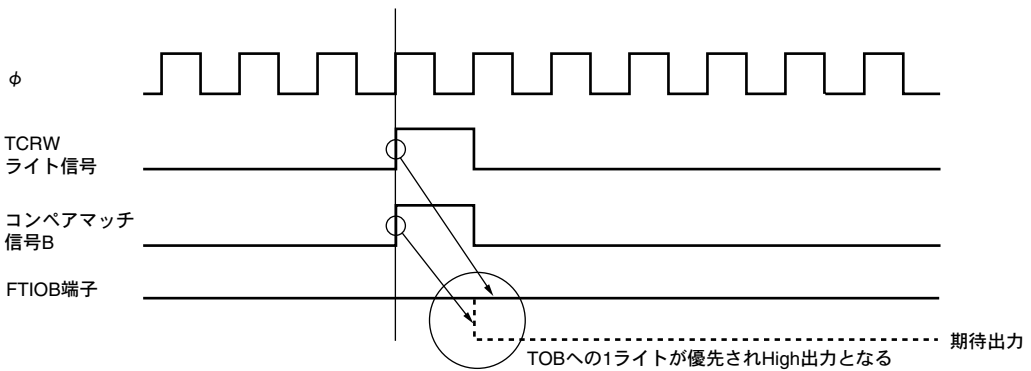 φ
TCRW
ライト信号
コンペアマッチ
信号B
FTIOB端子
期待出力
TOBへの1ライトが優先されHigh出力となる